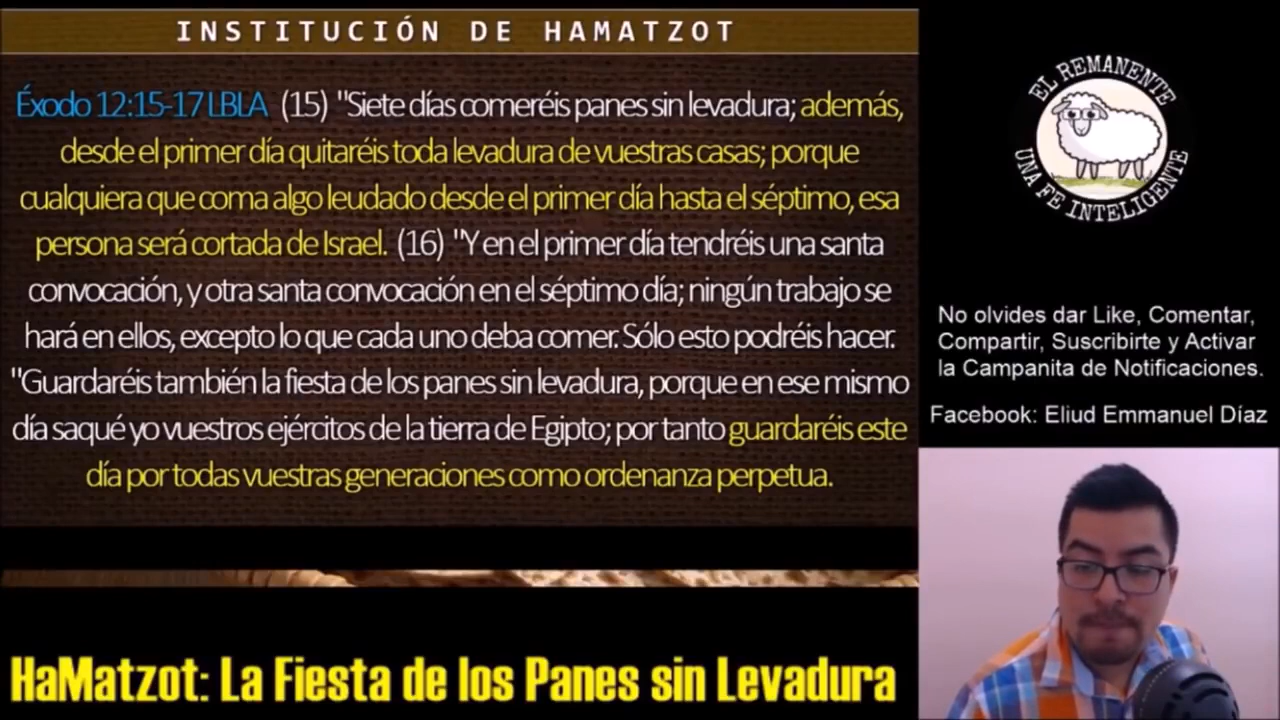 INSTITUCIÓN DE HAMATZOT
Éxodo 12:15-17 LBLA (15) "Siete días comeréis panes sin levadura; además,
desde el primer día quitaréis toda levadura de vuestras casas; porque
cualquiera que coma algo leudado desde el primer día hasta el séptimo, esa
persona será cortada de Israel. (16) "Y en el primer día tendréis una santa
convocación, y otra santa convocación en el séptimo día; ningún trabajo se
hará en ellos, excepto lo que cada uno deba comer. Sólo esto podréis hacer.
"Guardaréis también la fiesta de los panes sin levadura, porque en ese mismo
día saqué yo vuestros ejércitos de la tierra de Egipto; por tanto guardaréis este
día por todas vuestras generaciones como ordenanza perpetua.
HaMatzot: La Fiesta de los Panes sin Levadura
EL REMANENTE
UNA FE INTELIGENTE
No olvides dar Like, Comentar,
Compartir, Suscribirte y Activar
la Campanita de Notificaciones.
Facebook: Eliud Emmanuel Díaz